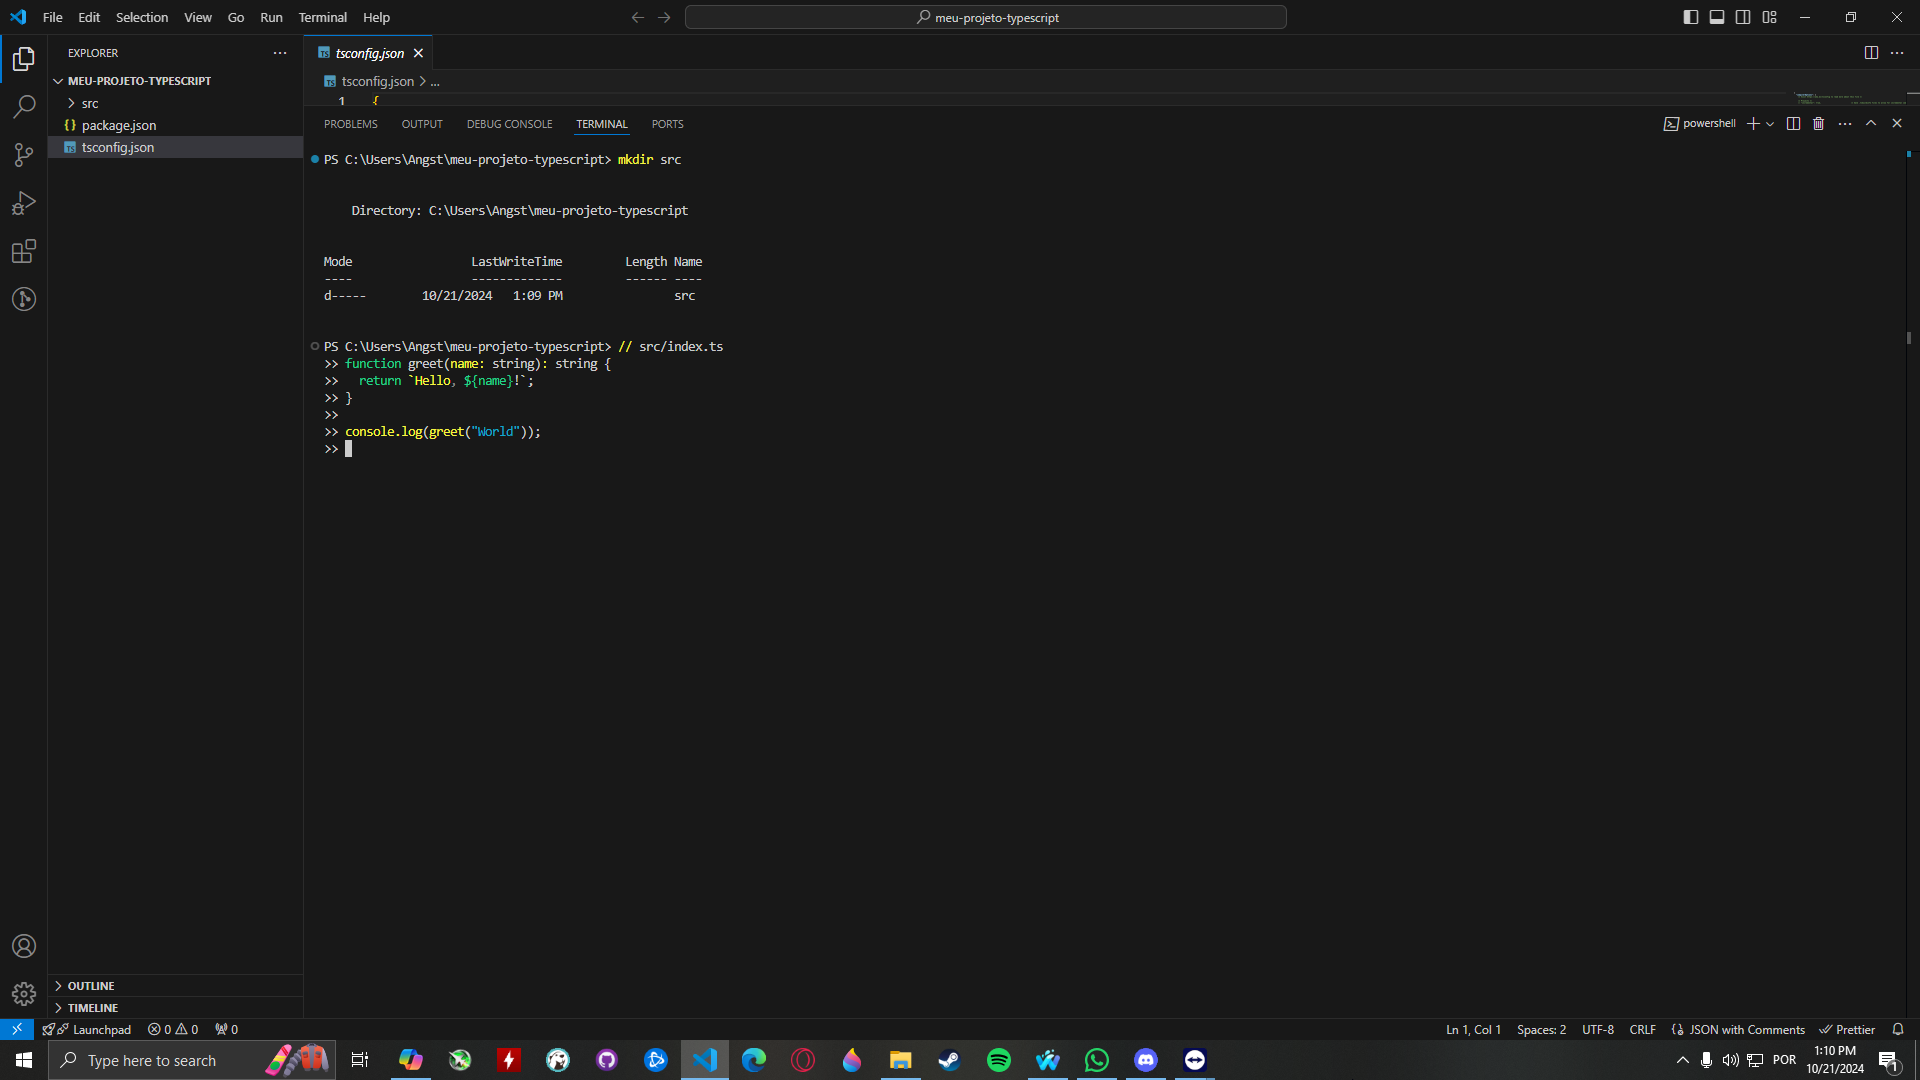 File Edit Selection View Go Run Terminal Help
meu-projeto-typescript
EXPLORER
MEU-PROJETO-TYPESCRIPT
src
package.json
tsconfig.json
OUTLINE
TIMELINE
tsconfig.json
tsconfig.json > ...
1 {
PROBLEMS OUTPUT DEBUG CONSOLE TERMINAL PORTS
powershell
PS C:\Users\Angst\meu-projeto-typescript> mkdir src
Directory: C:\Users\Angst\meu-projeto-typescript
Mode LastWriteTime Length Name
---- ------------- ------ ----
d----- 10/21/2024 1:09 PM src
PS C:\Users\Angst\meu-projeto-typescript> // src/index.ts
>> function greet(name: string): string {
>> return `Hello, ${name}!`;
>> }
>>
>> console.log(greet("World"));
>>
Launchpad 0 0 0
Ln 1, Col 1 Spaces: 2 UTF-8 CRLF {} JSON with Comments Prettier
Type here to search
POR
1:10 PM
10/21/2024
1